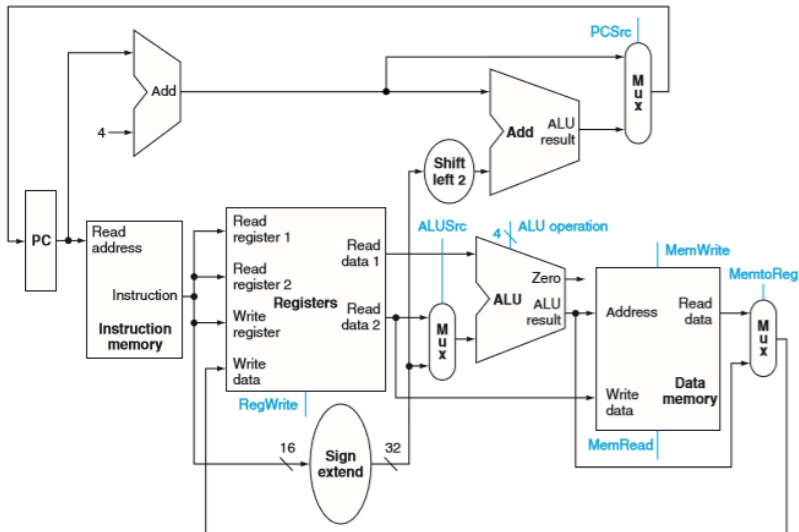 PCSrc
Add
4
M
u
x
Add
ALU
result
Shift
left 2
PC
Read
address
Instruction
Instruction
memory
Read
register 1
Read
register 2
Write
register
Write
data
Registers
Read
data 1
Read
data 2
RegWrite
ALUSrc
M
u
x
4
ALU operation
Zero
ALU
ALU
result
MemWrite
Address
Read
data
Write
data
Data
memory
MemRead
MemtoReg
M
u
x
16
Sign
extend
32